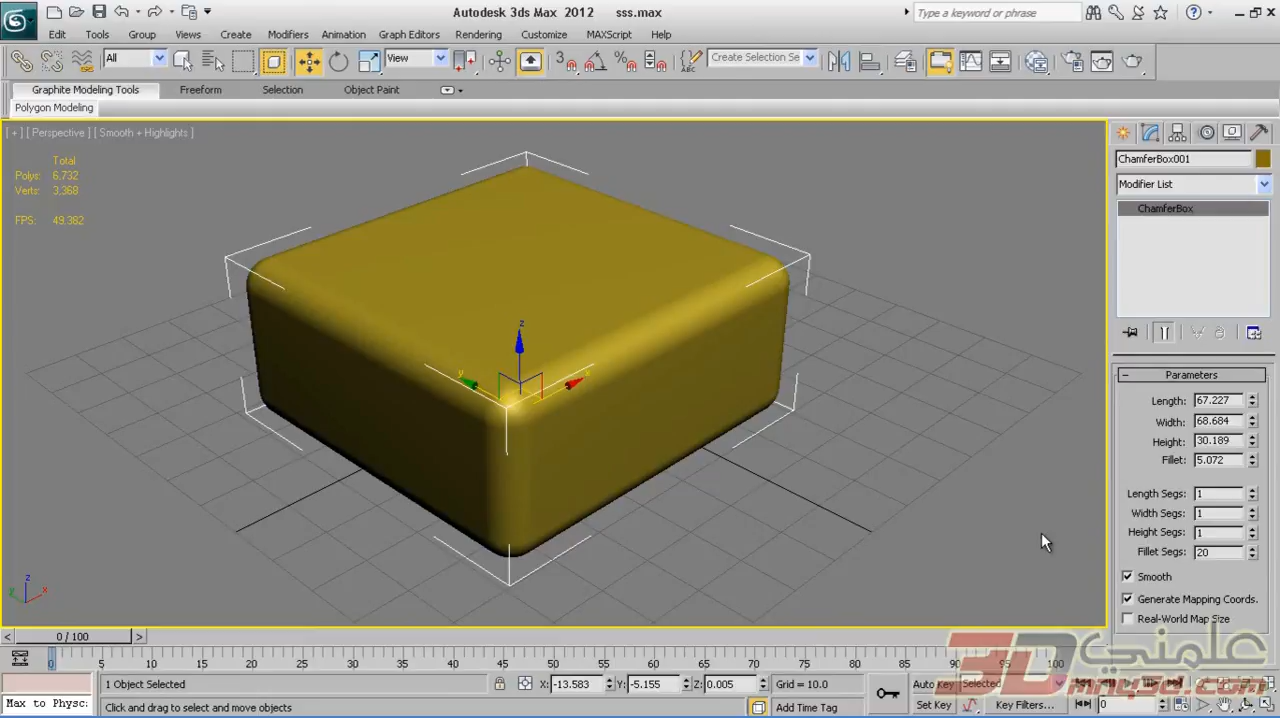 Autodesk 3ds Max 2012 sss.max
Type a keyword or phrase
Edit Tools Group Views Create Modifiers Animation Graph Editors Rendering Customize MAXScript Help
All View Create Selection Se
Graphite Modeling Tools Freeform Selection Object Paint
Polygon Modeling
[ + ] [ Perspective ] [ Smooth + Highlights ]
Total
Polys: 6,732
Verts: 3,368
FPS: 49.382
z
y x
z
y x
ChamferBox001
Modifier List
ChamferBox
Parameters
Length: 67.227
Width: 68.684
Height: 30.189
Fillet: 5.072
Length Segs: 1
Width Segs: 1
Height Segs: 1
Fillet Segs: 20
Smooth
Generate Mapping Coords.
Real-World Map Size
< 0 / 100 >
0 5 10 15 20 25 30 35 40 45 50 55 60 65 70 75 80 85 90 95 100
علمني
3D
1 Object Selected X: -13.583 Y: -5.155 Z: 0.005 Grid = 10.0 Auto Key Selected
Max to Physc: Click and drag to select and move objects Add Time Tag Set Key Key Filters... 0